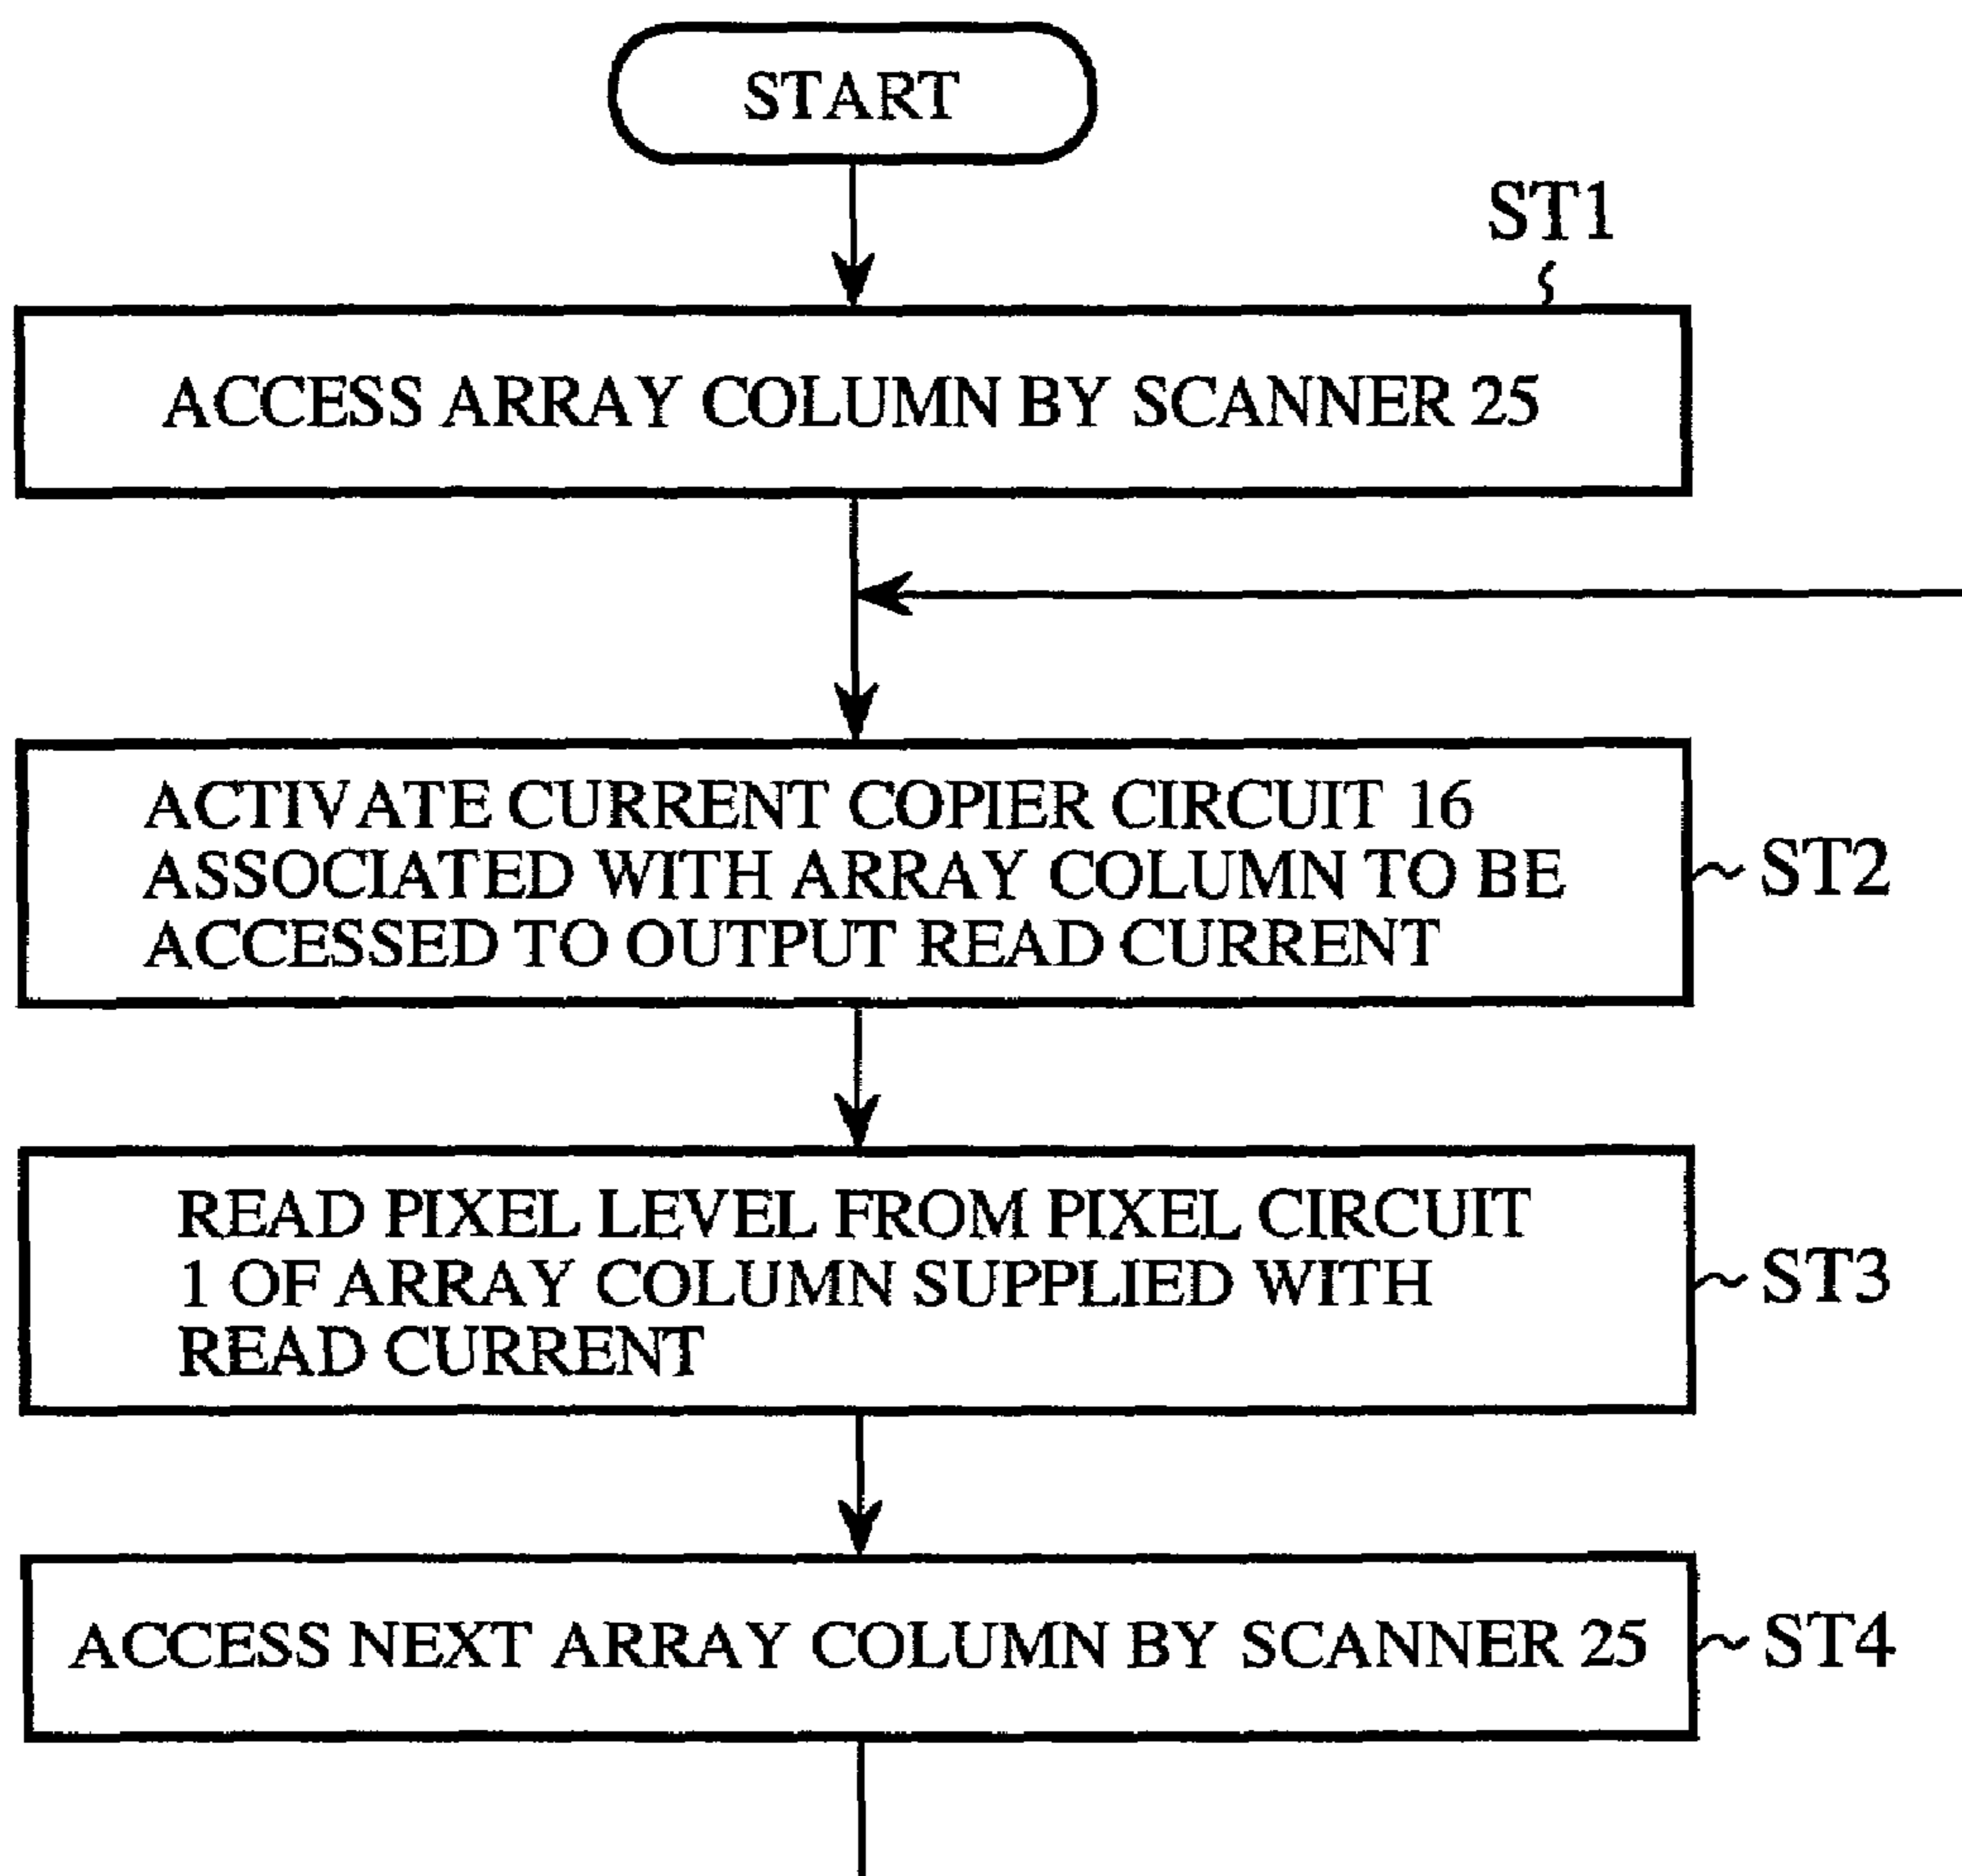 START
ST1
ACCESS ARRAY COLUMN BY SCANNER 25
ACTIVATE CURRENT COPIER CIRCUIT 16
ASSOCIATED WITH ARRAY COLUMN TO BE
ACCESSED TO OUTPUT READ CURRENT
ST2
READ PIXEL LEVEL FROM PIXEL CIRCUIT
1 OF ARRAY COLUMN SUPPLIED WITH
READ CURRENT
ST3
ACCESS NEXT ARRAY COLUMN BY SCANNER 25
ST4